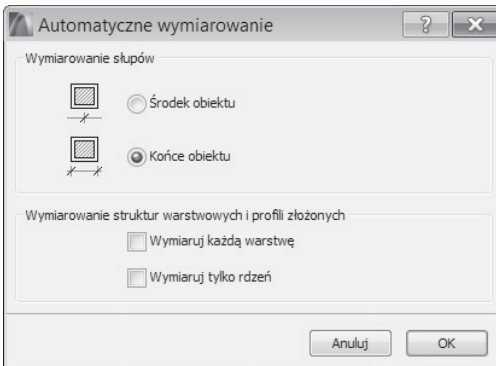 Automatyczne wymiarowanie
Wymiarowanie słupów
Środek obiektu
Końce obiektu
Wymiarowanie struktur warstwowych i profili złożonych
Wymiaruj każdą warstwę
Wymiaruj tylko rdzeń
Anuluj
OK